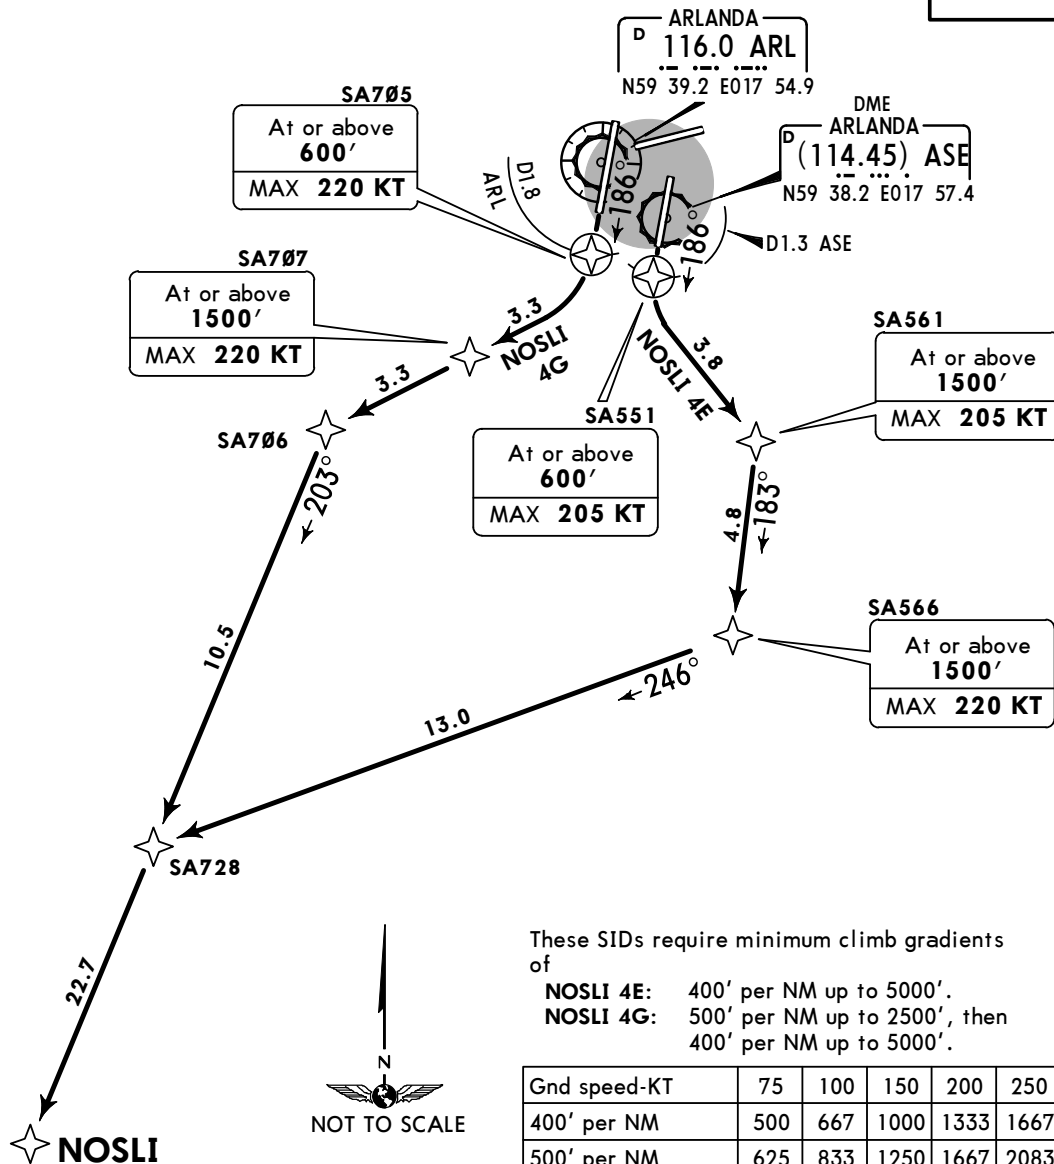 ARLANDA
D 116.0 ARL
N59 39.2 E017 54.9
DME
ARLANDA
D (114.45) ASE
N59 38.2 E017 57.4
SA7Ø5
At or above
600'
MAX 220 KT
D1.8
ARL
186°
186°
D1.3 ASE
SA7Ø7
At or above
1500'
MAX 220 KT
3.3
NOSLI
4G
3.8
NOSLI 4E
SA561
At or above
1500'
MAX 205 KT
3.3
SA7Ø6
SA551
At or above
600'
MAX 205 KT
203°
183°
4.8
SA566
At or above
1500'
MAX 220 KT
10.5
246°
13.0
SA728
22.7
These SIDs require minimum climb gradients
of
NOSLI 4E: 400' per NM up to 5000'.
NOSLI 4G: 500' per NM up to 2500', then
400' per NM up to 5000'.
N
NOT TO SCALE
Gnd speed-KT 75 100 150 200 250
400' per NM 500 667 1000 1333 1667
500' per NM 625 833 1250 1667 2083
NOSLI